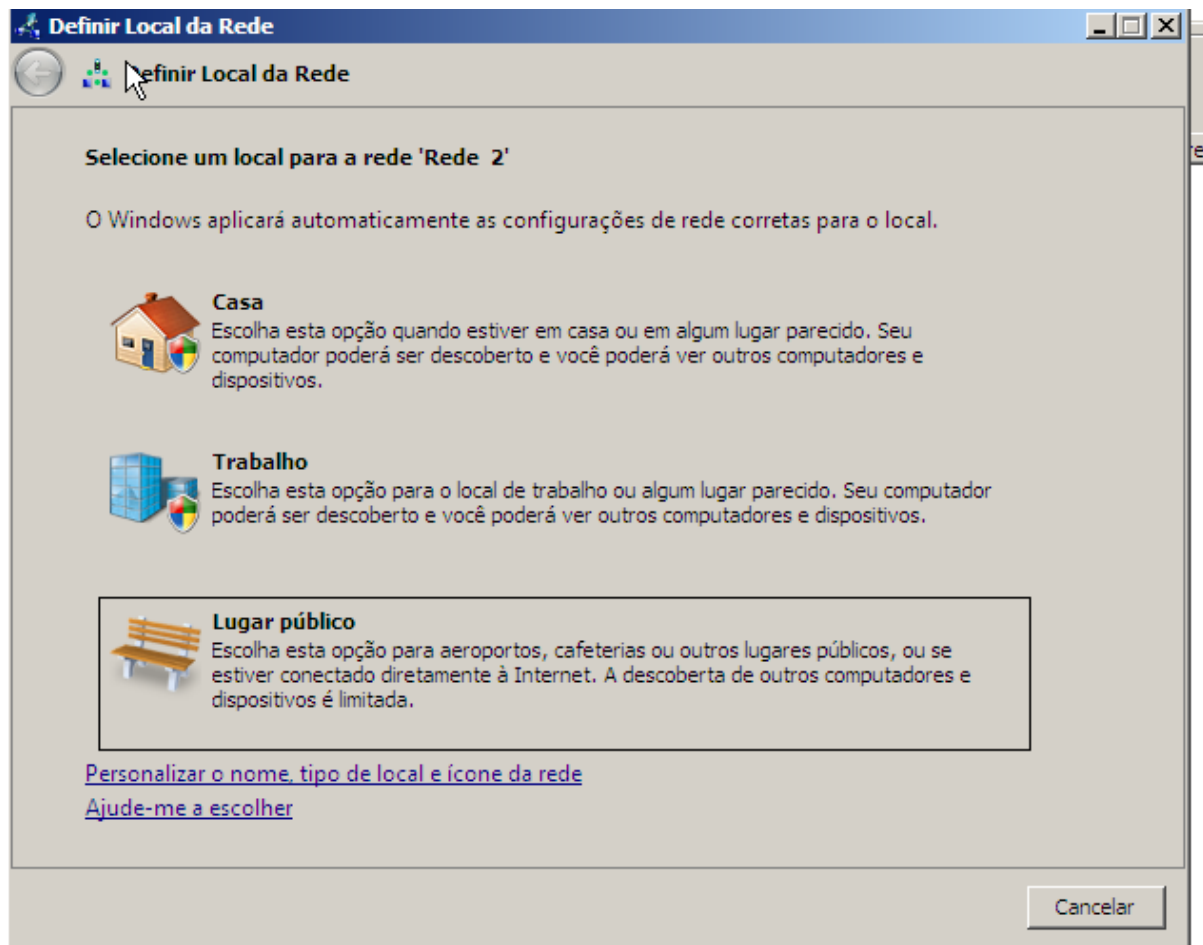 Definir Local da Rede
Definir Local da Rede
Selecione um local para a rede 'Rede 2'
O Windows aplicará automaticamente as configurações de rede corretas para o local.
Casa
Escolha esta opção quando estiver em casa ou em algum lugar parecido. Seu
computador poderá ser descoberto e você poderá ver outros computadores e
dispositivos.
Trabalho
Escolha esta opção para o local de trabalho ou algum lugar parecido. Seu computador
poderá ser descoberto e você poderá ver outros computadores e dispositivos.
Lugar público
Escolha esta opção para aeroportos, cafeterias ou outros lugares públicos, ou se
estiver conectado diretamente à Internet. A descoberta de outros computadores e
dispositivos é limitada.
Personalizar o nome, tipo de local e ícone da rede
Ajude-me a escolher
Cancelar